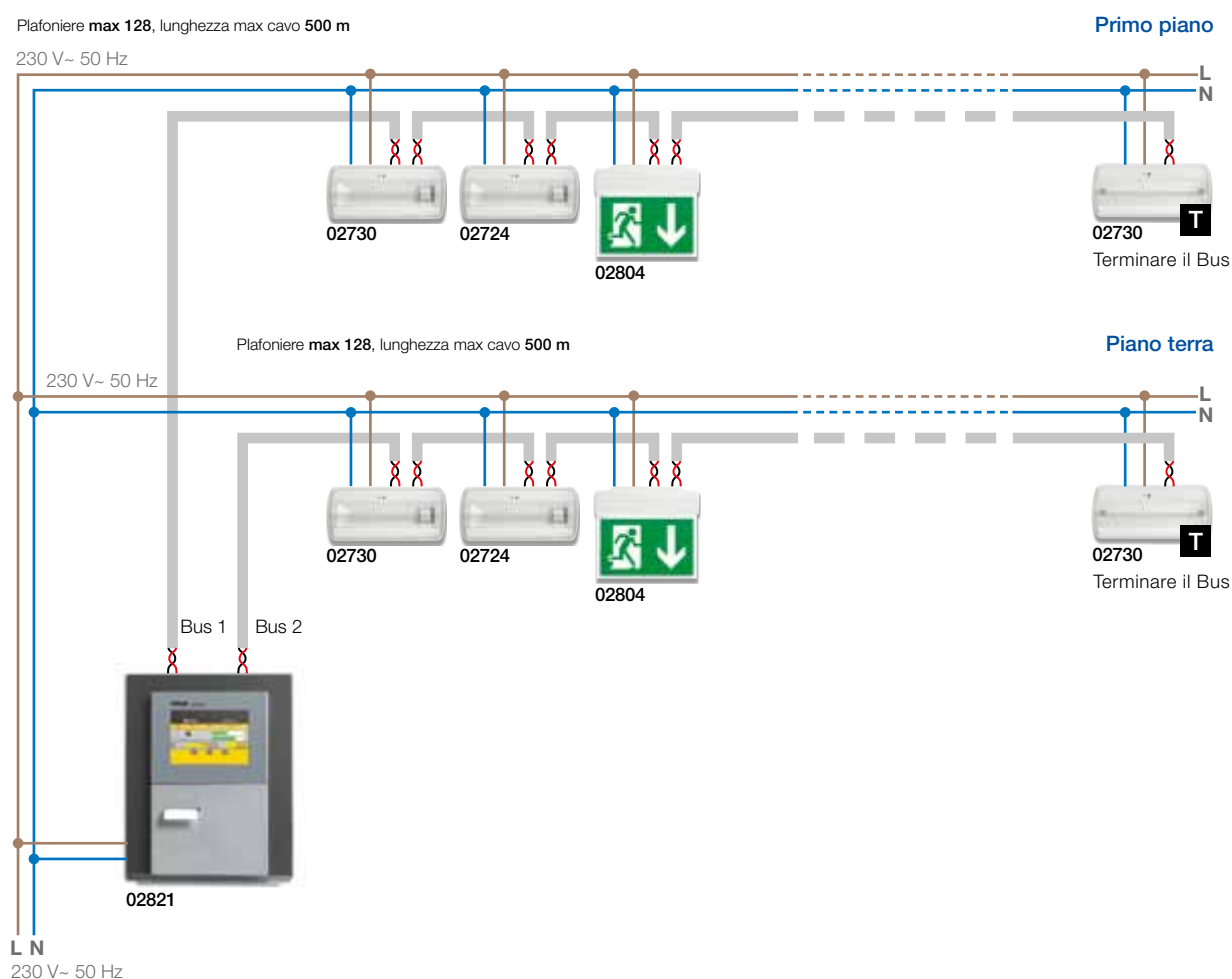 Plafoniere max 128, lunghezza max cavo 500 m
Primo piano
230 V~ 50 Hz
L
N
02730
02724
02804
02730
T
Terminare il Bus
Plafoniere max 128, lunghezza max cavo 500 m
Piano terra
230 V~ 50 Hz
L
N
02730
02724
02804
02730
T
Terminare il Bus
Bus 1
Bus 2
02821
L N
230 V~ 50 Hz